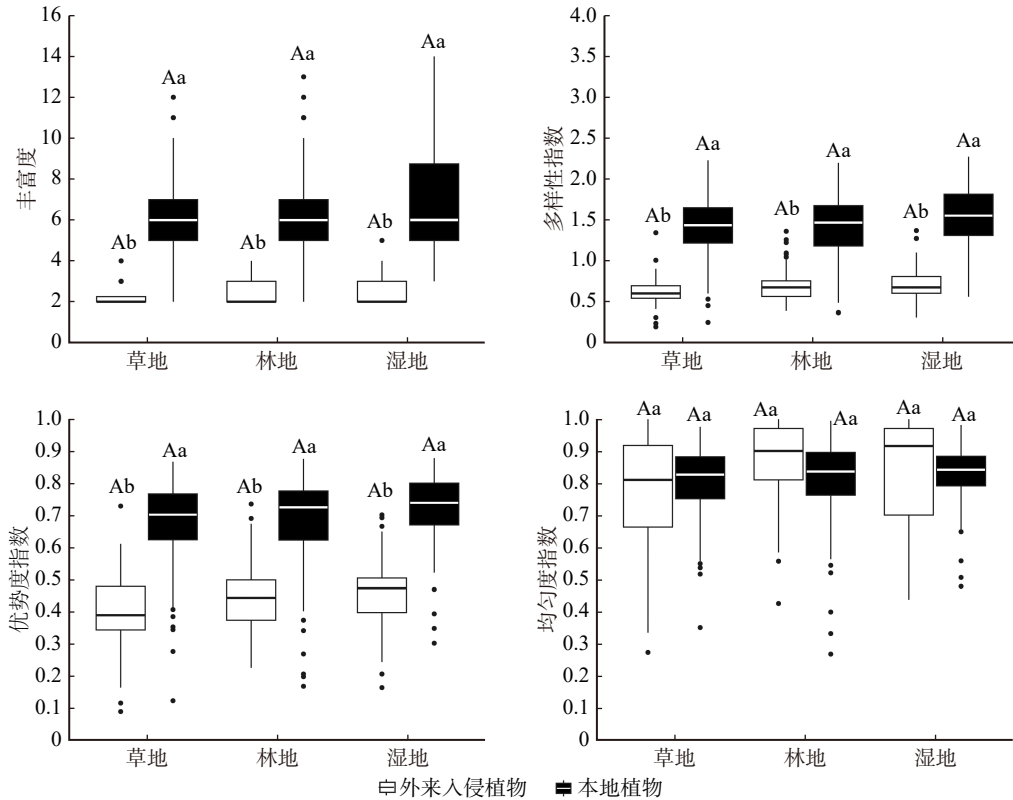 丰富度
16
14
12
10
8
6
4
2
0
Ab
Aa
Ab
Aa
Ab
Aa
草地
林地
湿地
多样性指数
4.0
3.5
3.0
2.5
2.0
1.5
1.0
0.5
0
Ab
Aa
Ab
Aa
Ab
Aa
草地
林地
湿地
优势度指数
1.0
0.9
0.8
0.7
0.6
0.5
0.4
0.3
0.2
0.1
0
Ab
Aa
Ab
Aa
Ab
Aa
草地
林地
湿地
均匀度指数
1.0
0.9
0.8
0.7
0.6
0.5
0.4
0.3
0.2
0.1
0
Aa
Aa
Aa
Aa
Aa
Aa
草地
林地
湿地
外来入侵植物 本地植物